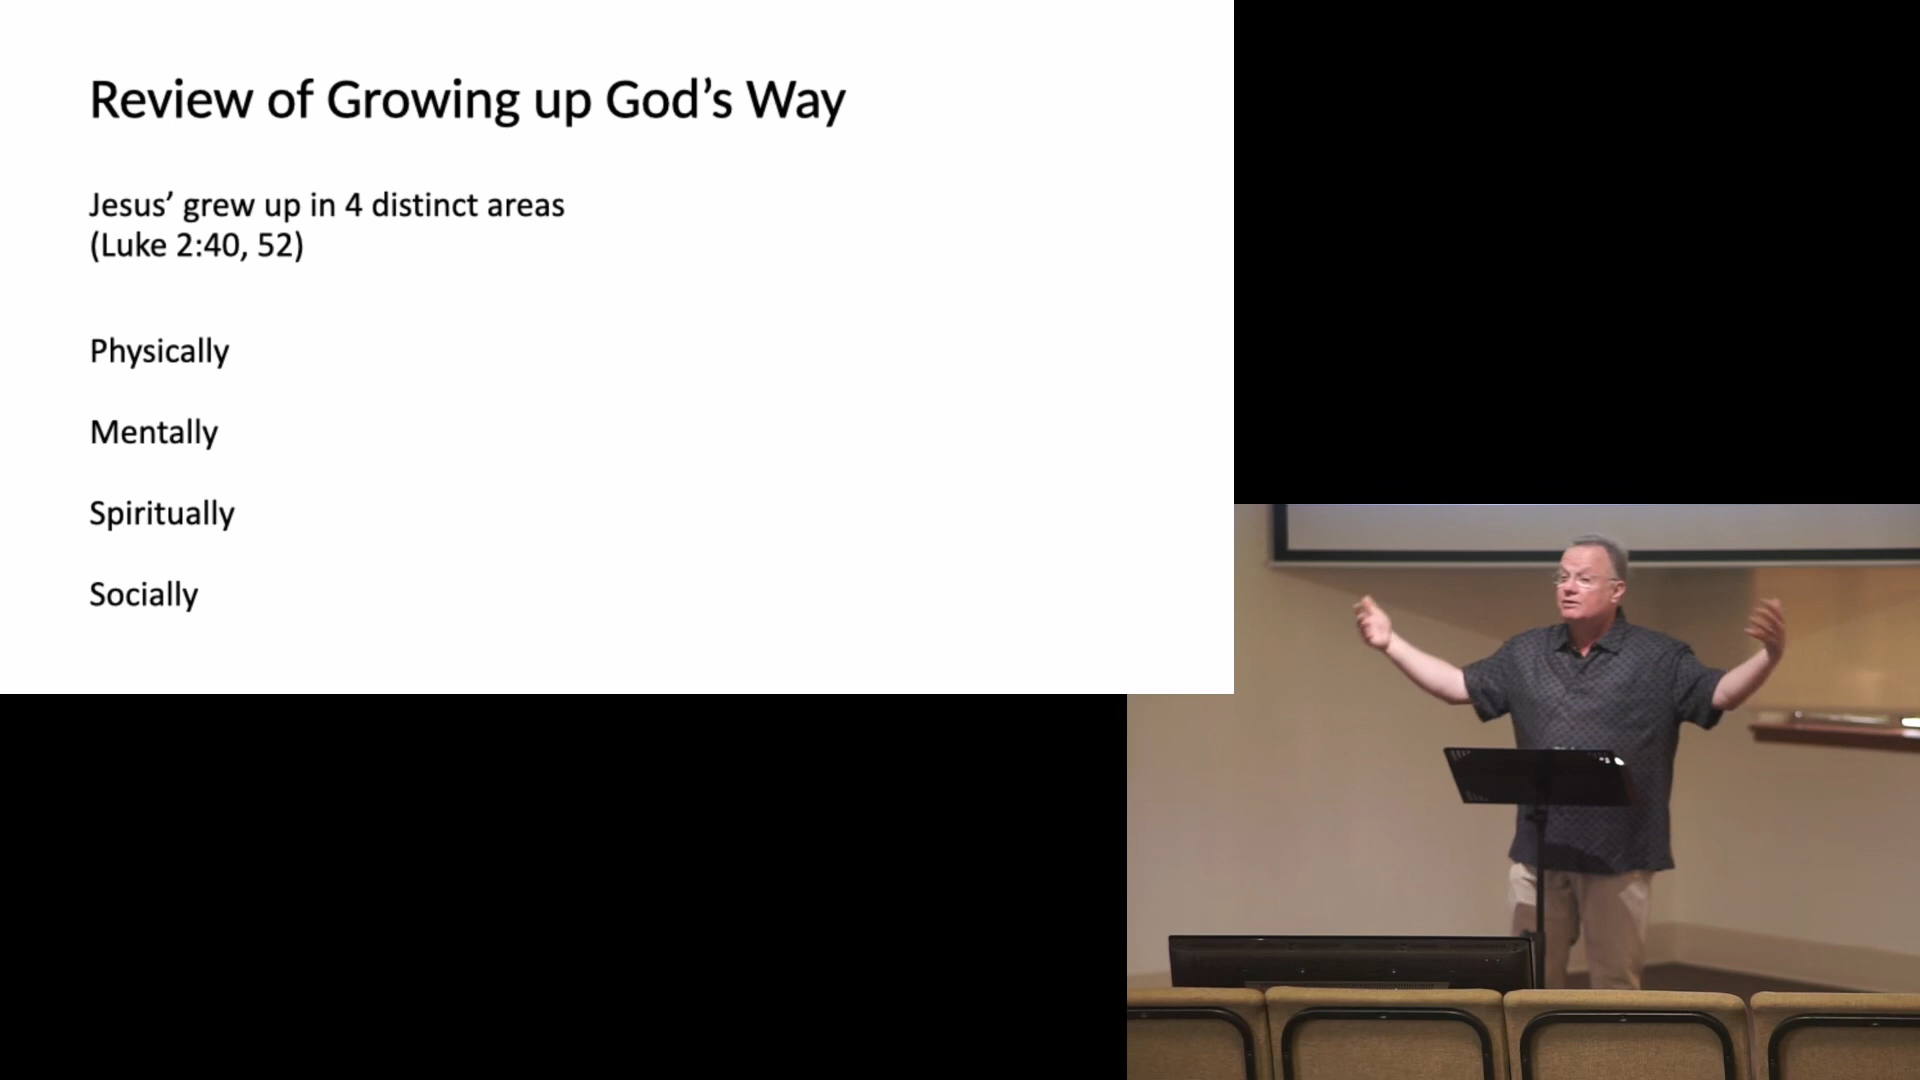 Review of Growing up God’s Way
Jesus’ grew up in 4 distinct areas
(Luke 2:40, 52)
Physically
Mentally
Spiritually
Socially